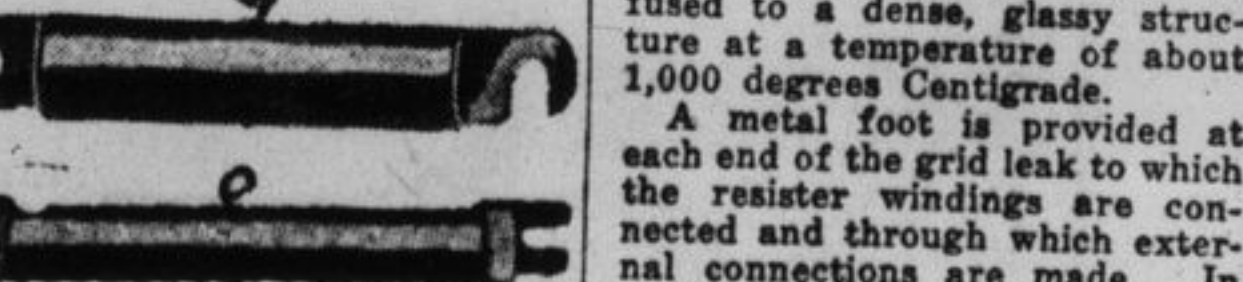 e
fused to a dense, glassy struc-
ture at a temperature of about
1,000 degrees Centigrade.
A metal foot is provided at
each end of the grid leak to which
the resister windings are con-
nected and through which exter-
nal connections are made. In